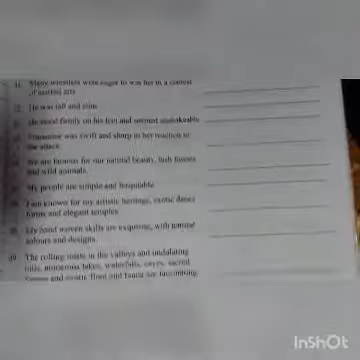 11. Many wrestlers were eager to win her in a contest
of martial arts
12. He was tall and slim
He stood firmly on his feet and seemed unshakeable
was swift and sharp in her reaction to
the attack
We are famous for our natural beauty, lush forests
and wild animals.
My people are simple and hospitable
I am known for my artistic heritage, exotic dance
forms and elegant temples
My hand woven skills are exquisite, with natural
colours and designs.
The rolling hills in the valleys and undulating
hills, numerous lakes, waterfalls, caves, sacred
and exotic flora and fauna are fascinating
InShOt